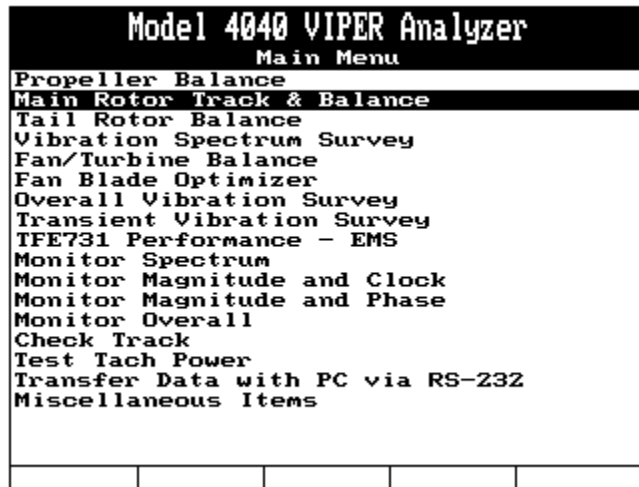 Model 4040 VIPER Analyzer
Main Menu
Propeller Balance
Main Rotor Track & Balance
Tail Rotor Balance
Vibration Spectrum Survey
Fan/Turbine Balance
Fan Blade Optimizer
Overall Vibration Survey
Transient Vibration Survey
TFE731 Performance - EMS
Monitor Spectrum
Monitor Magnitude and Clock
Monitor Magnitude and Phase
Monitor Overall
Check Track
Test Tach Power
Transfer Data with PC via RS-232
Miscellaneous Items